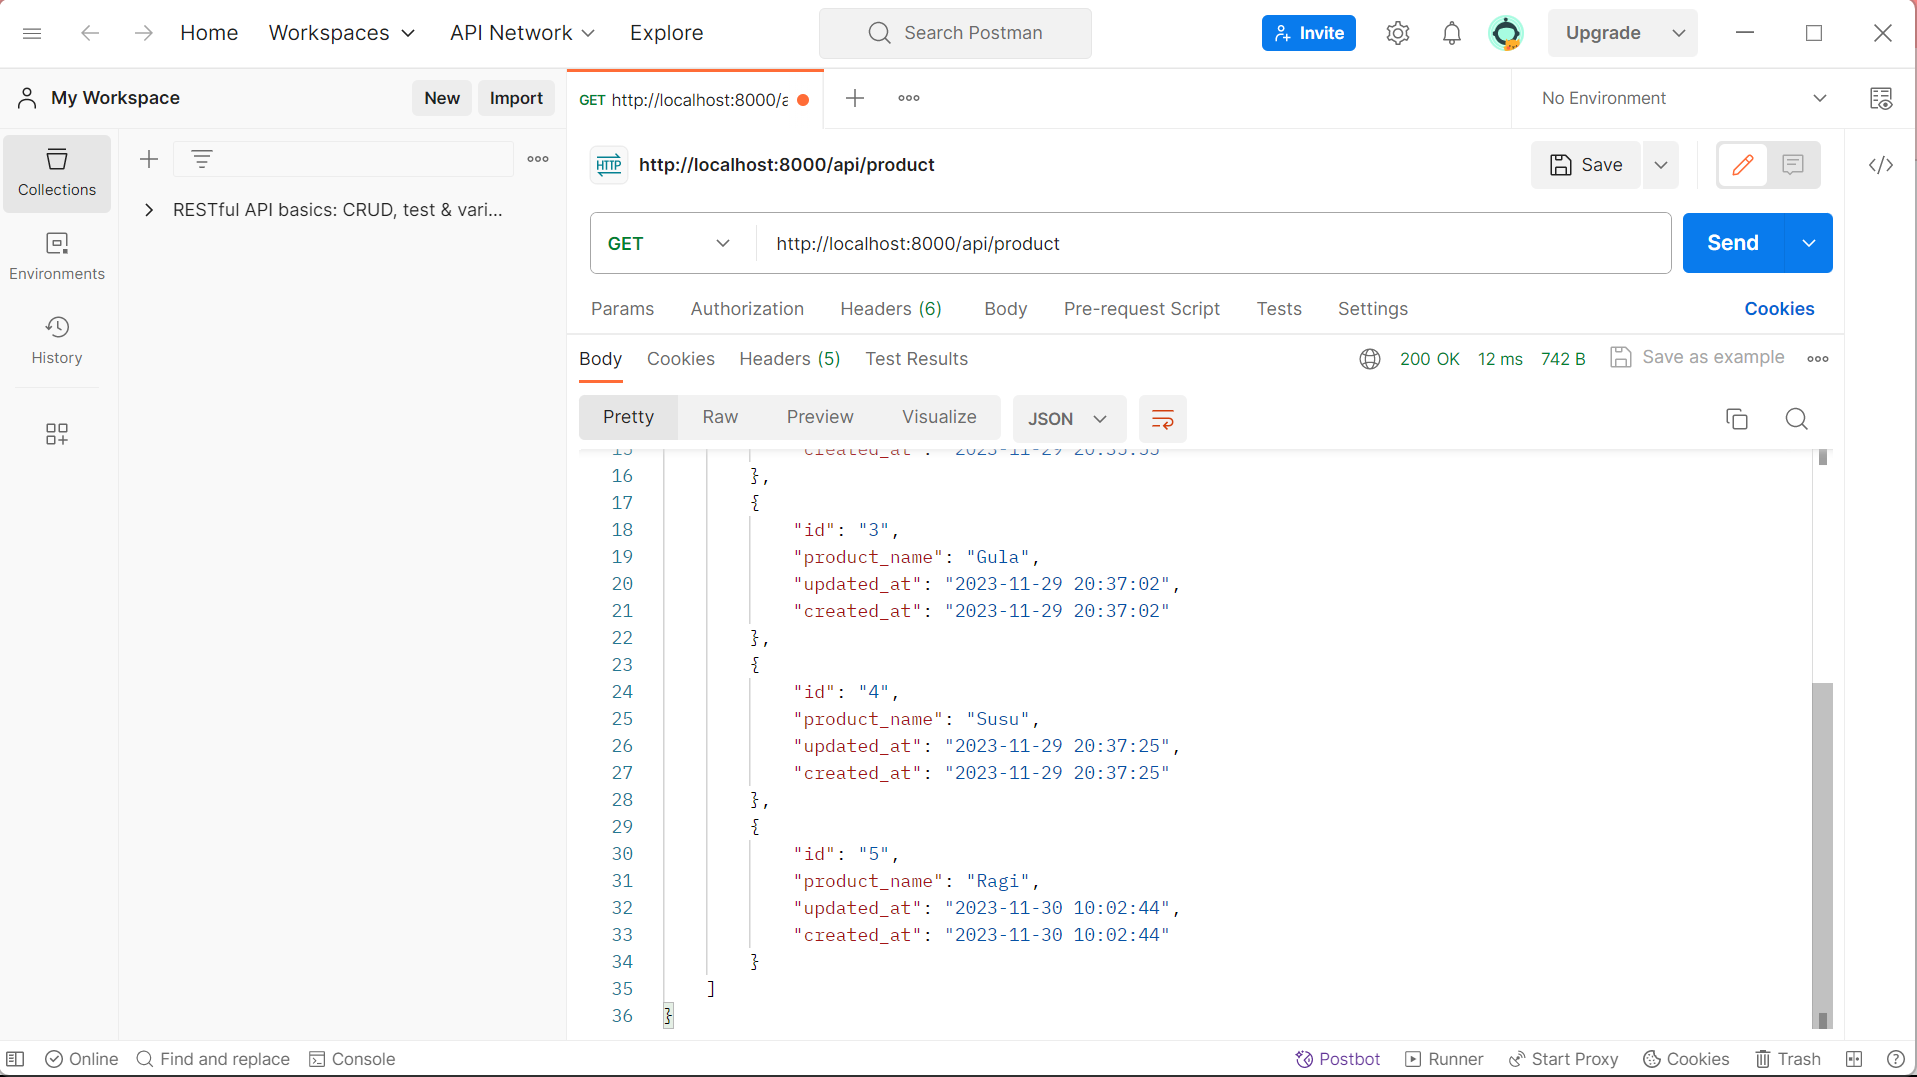 Home Workspaces API Network Explore Search Postman Invite Upgrade
My Workspace New Import GET http://localhost:8000/a No Environment
Collections
Environments
History
RESTful API basics: CRUD, test & vari...
HTTP http://localhost:8000/api/product Save
GET http://localhost:8000/api/product Send
Params Authorization Headers (6) Body Pre-request Script Tests Settings Cookies
Body Cookies Headers (5) Test Results 200 OK 12 ms 742 B Save as example
Pretty Raw Preview Visualize JSON
15 "created_at": "2023-11-29 20:35:55"
16 },
17 {
18 "id": "3",
19 "product_name": "Gula",
20 "updated_at": "2023-11-29 20:37:02",
21 "created_at": "2023-11-29 20:37:02"
22 },
23 {
24 "id": "4",
25 "product_name": "Susu",
26 "updated_at": "2023-11-29 20:37:25",
27 "created_at": "2023-11-29 20:37:25"
28 },
29 {
30 "id": "5",
31 "product_name": "Ragi",
32 "updated_at": "2023-11-30 10:02:44",
33 "created_at": "2023-11-30 10:02:44"
34 }
35 ]
36 }
Online Find and replace Console Postbot Runner Start Proxy Cookies Trash